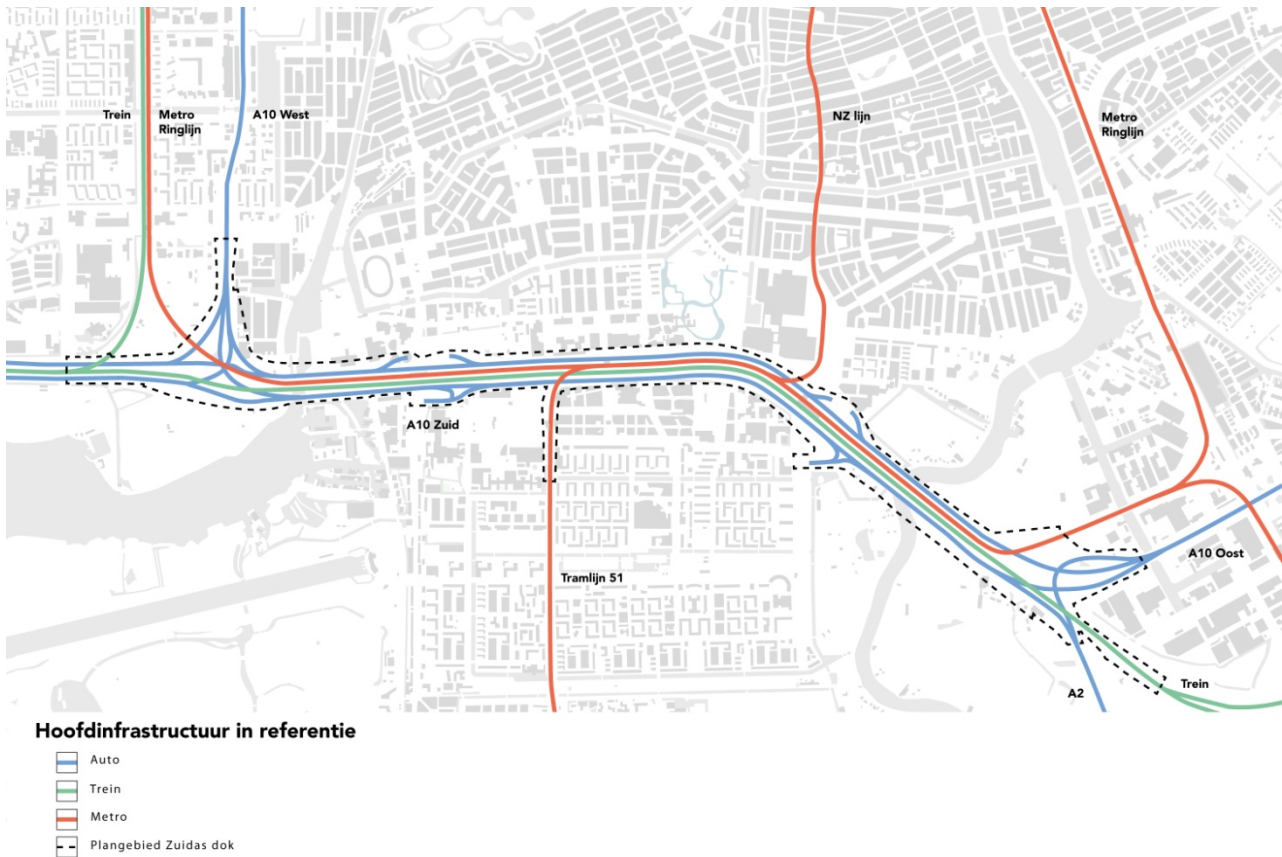 Trein
Metro
Ringlijn
A10 West
NZ lijn
Metro
Ringlijn
A10 Zuid
Tramlijn 51
A10 Oost
A2
Trein
Hoofdinfrastructuur in referentie
Auto
Trein
Metro
Plangebied Zuidas dok